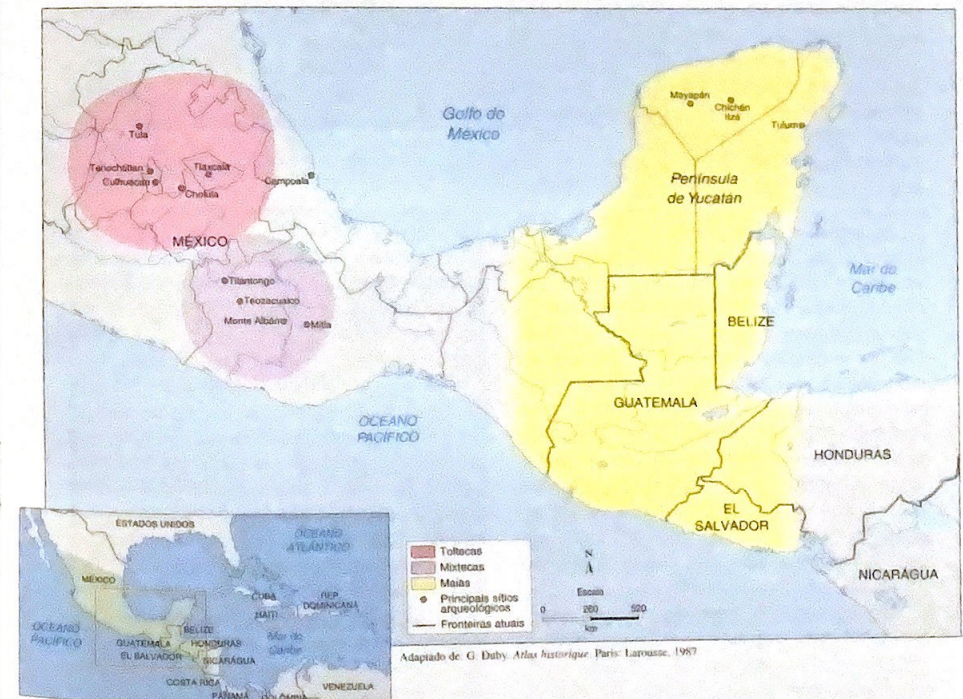 Golfo do
México
Mayapán
Chichén
Itzá
Tulum
Tula
Tenochtitlan
Tlaxcala
Culhuacan
Cholula
Cempoala
Península
de Yucatán
MÉXICO
Tilantongo
Teozacualco
Monte Albán
Mitla
Mar do
Caribe
BELIZE
GUATEMALA
OCEANO
PACÍFICO
HONDURAS
EL
SALVADOR
NICARÁGUA
ESTADOS UNIDOS
OCEANO
ATLÂNTICO
MÉXICO
CUBA
REP.
DOMINICANA
HAITI
OCEANO
PACÍFICO
BELIZE
Mar do
Caribe
GUATEMALA
HONDURAS
EL SALVADOR
NICARÁGUA
COSTA RICA
PANAMÁ
COLÔMBIA
VENEZUELA
Toltecas
Mixtecas
Maias
Principais sítios
arqueológicos
Fronteiras atuais
N
Escala
0 260 520
km
Adaptado de: G. Duby. Atlas historique. Paris: Larousse, 1987